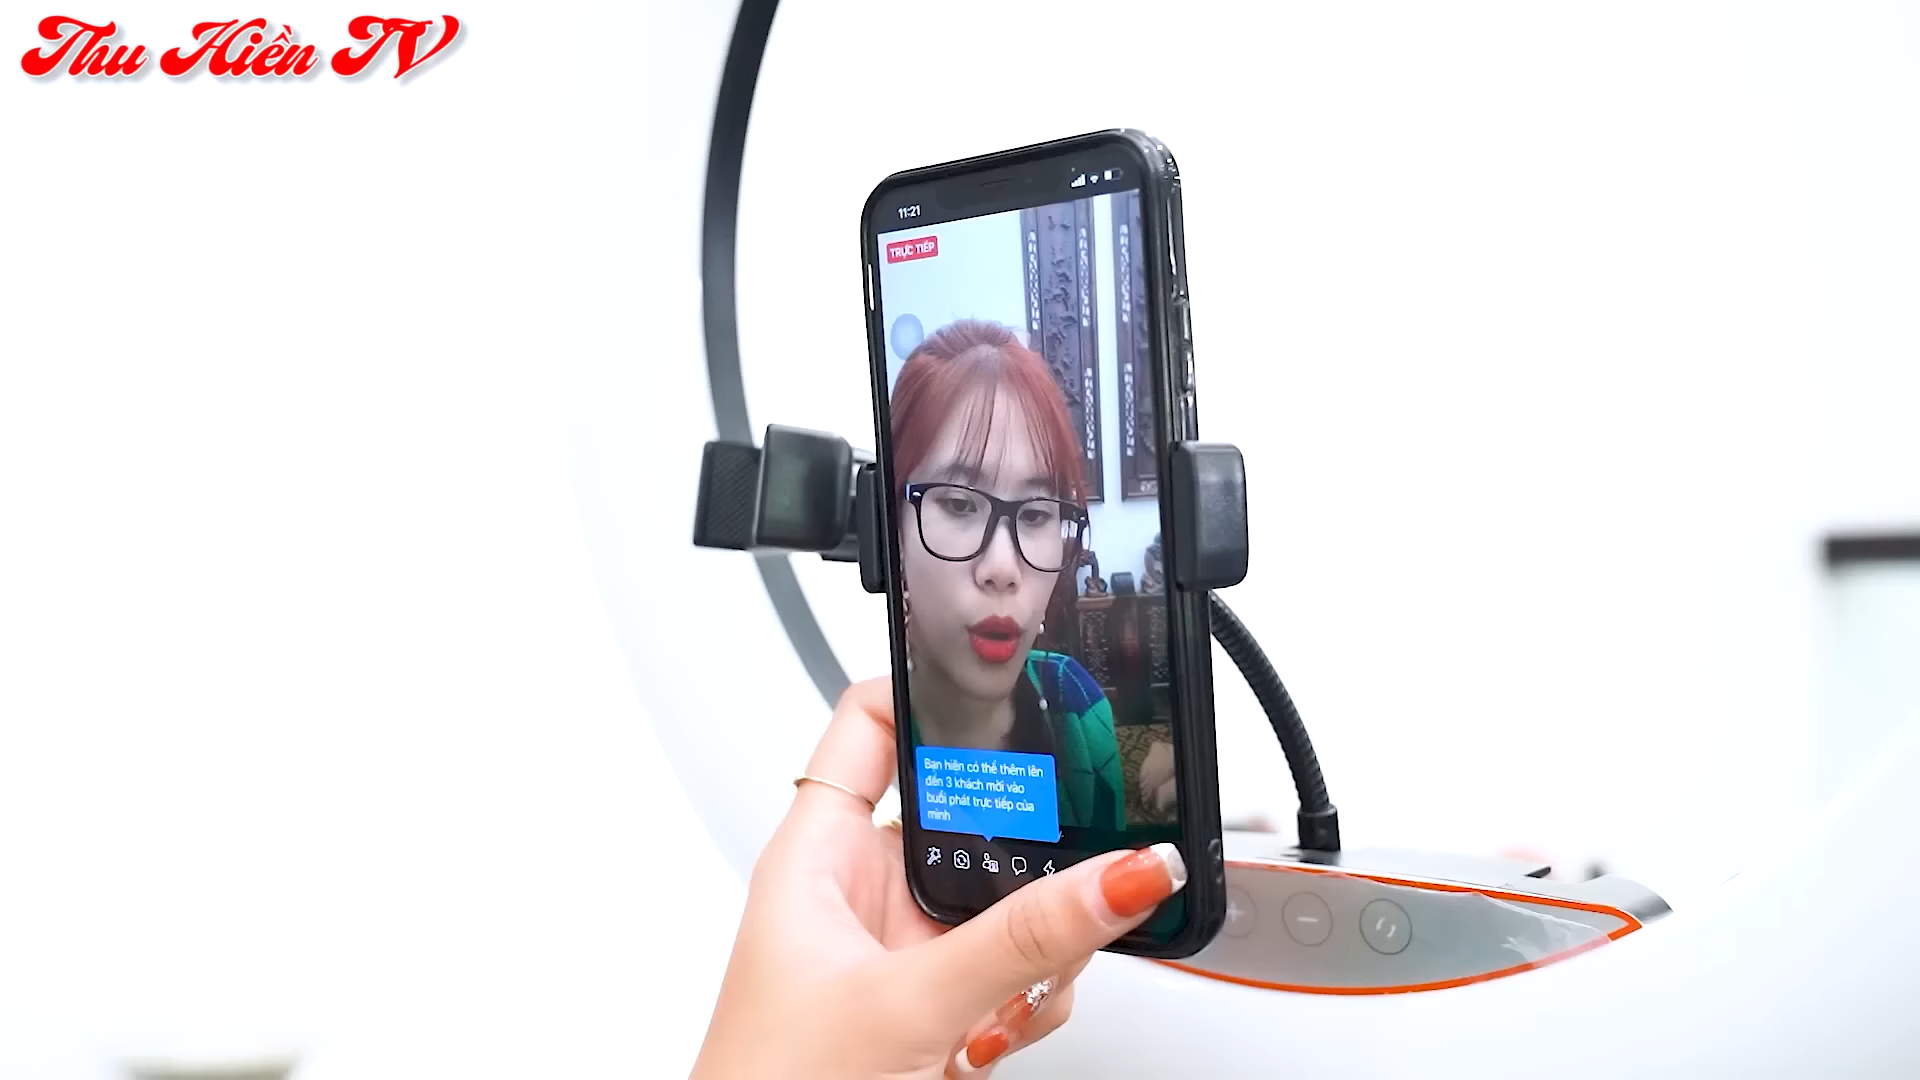 Thu Hiền TV
11:21
TRỰC TIẾP
Bạn hiện có thể thêm lên
đến 3 khách mời vào
buổi phát trực tiếp của
mình